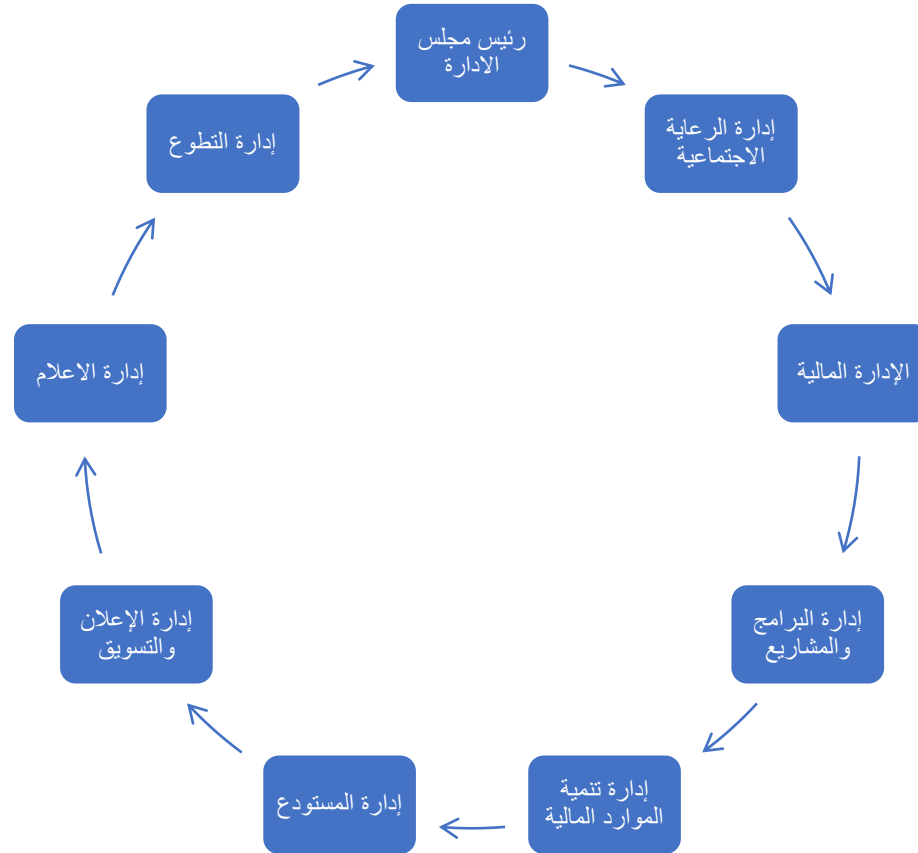 رئيس مجلس
الادارة
إدارة الرعاية
الاجتماعية
الإدارة المالية
إدارة البرامج
والمشاريع
إدارة تنمية
الموارد المالية
إدارة المستودع
إدارة الإعلان
والتسويق
إدارة الاعلام
إدارة التطوع